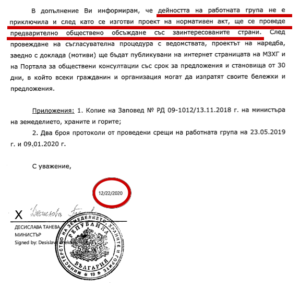 В допълнение Ви информирам, че дейността на работната група не е
приключила и след като се изготви проект на нормативен акт, ще се проведе
предварително обществено обсъждане със заинтересованите страни. След
провеждане на съгласувателна процедура с ведомствата, проектът на наредба,
заедно с доклада (мотиви) ще бъдат публикувани на интернет страницата на МЗХГ и
на Портала за обществени консултации със срок за предложения и становища от 30
дни, в който всеки гражданин и организация могат да изпратят своите бележки и
предложения.
Приложения: 1. Копие на Заповед № РД 09-1012/13.11.2018 г. на министъра
на земеделието, храните и горите;
2. Два броя протоколи от проведени срещи на работната група на 23.05.2019
г. и 09.01.2020 г.
С уважение,
12/02/2020
X
ДЕСИСЛАВА ТАНЕВА
МИНИСТЪР
Signed by: Desislava
РЕПУБЛИКА
БЪЛГАРИЯ